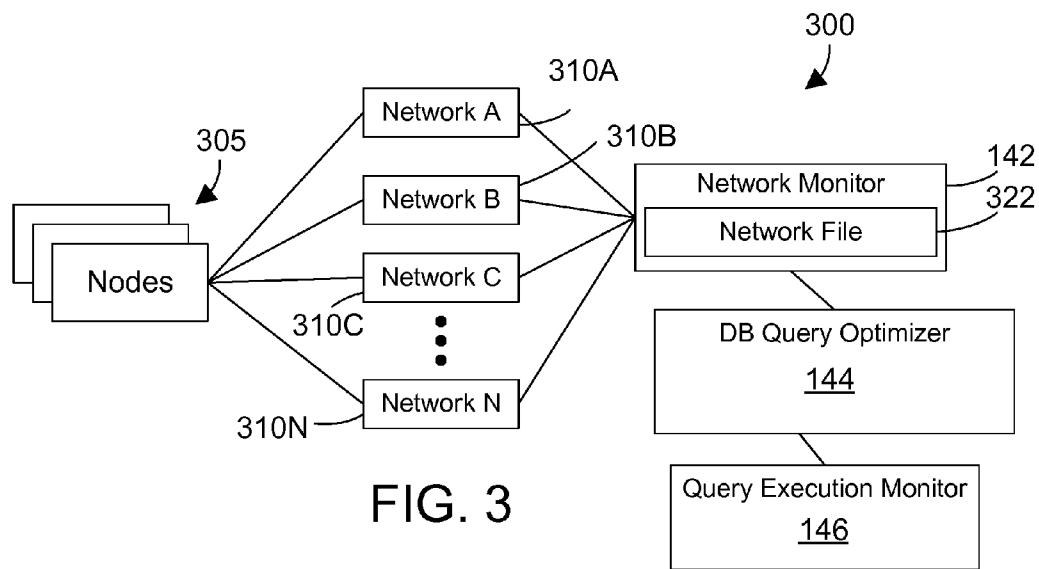 300
310A
Network A
305
310B
Network B
142
Network Monitor
322
Network File
Nodes
Network C
310C
DB Query Optimizer
144
Network N
310N
Query Execution Monitor
146
FIG. 3